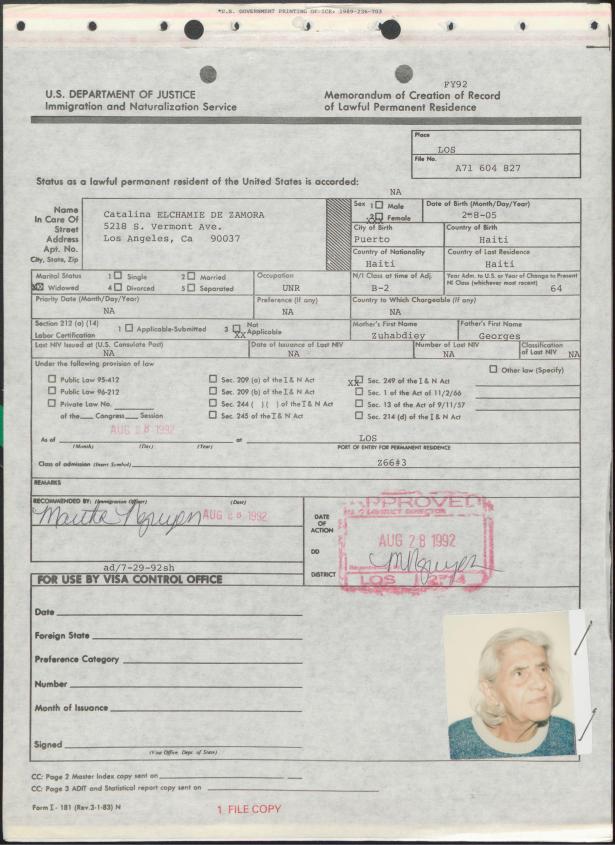 *U.S. GOVERNMENT PRINTING OFFICE: 1989-236-703
FY92
U.S. DEPARTMENT OF JUSTICE
Immigration and Naturalization Service
Memorandum of Creation of Record
of Lawful Permanent Residence
Place
LOS
File No.
A71 604 827
Status as a lawful permanent resident of the United States is accorded:
NA
Name
In Care Of
Street
Address
Apt. No.
City, State, Zip
Catalina ELCHAMIE DE ZAMORA
5218 S. Vermont Ave.
Los Angeles, Ca 90037
Sex 1 Male
2 Female
Date of Birth (Month/Day/Year)
2-8-05
City of Birth
Puerto
Country of Birth
Haiti
Country of Nationality
Haiti
Country of Last Residence
Haiti
Marital Status
1 Single
2 Married
Widowed
4 Divorced
5 Separated
Occupation
UNR
N/I Class at time of Adj.
B-2
Year Adm. to U.S. or Year of Change to Present
NI Class (whichever most recent)
64
Priority Date (Month/Day/Year)
NA
Preference (If any)
NA
Country to Which Chargeable (If any)
NA
Section 212 (a) (14)
Labor Certification
1 Applicable-Submitted
3 Not Applicable
XX
Mother's First Name
Zuhabdiey
Father's First Name
Georges
Last NIV Issued at (U.S. Consulate Post)
NA
Date of Issuance of Last NIV
NA
Number of Last NIV
NA
Classification
of Last NIV NA
Under the following provision of law
Other law (Specify)
Public Law 95-412
Sec. 209 (a) of the I & N Act
XX Sec. 249 of the I & N Act
Public Law 96-212
Sec. 209 (b) of the I & N Act
Sec. 1 of the Act of 11/2/66
Private Law No.
Sec. 244 ( ) ( ) of the I & N Act
Sec. 13 of the Act of 9/11/57
of the Congress, Session
Sec. 245 of the I & N Act
Sec. 214 (d) of the I & N Act
AUG 28 1992
As of
(Month) (Day) (Year)
at
LOS
PORT OF ENTRY FOR PERMANENT RESIDENCE
Class of admission (Insert Symbol)
Z66#3
REMARKS
RECOMMENDED BY: (Immigration Officer) (Date)
Martha Nguyen AUG 28 1992
DATE
OF
ACTION
DD
DISTRICT
APPROVED
DISTRICT DIRECTOR
AUG 28 1992
M Nguyen
LOS
ad/7-29-92sh
FOR USE BY VISA CONTROL OFFICE
Date
Foreign State
Preference Category
Number
Month of Issuance
Signed
(Visa Office, Dept. of State)
CC: Page 2 Master Index copy sent on
CC: Page 3 ADIT and Statistical report copy sent on
Form I - 181 (Rev.3-1-83) N
1 FILE COPY